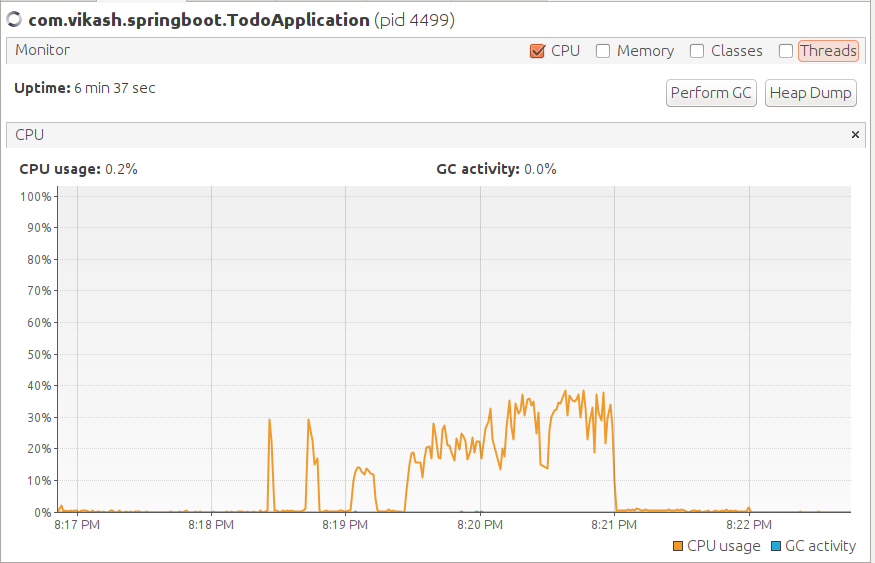 com.vikash.springboot.TodoApplication (pid 4499)
Monitor CPU Memory Classes Threads
Uptime: 6 min 37 sec Perform GC Heap Dump
CPU ×
CPU usage: 0.2% GC activity: 0.0%
100%
90%
80%
70%
60%
50%
40%
30%
20%
10%
0%
8:17 PM 8:18 PM 8:19 PM 8:20 PM 8:21 PM 8:22 PM
CPU usage GC activity